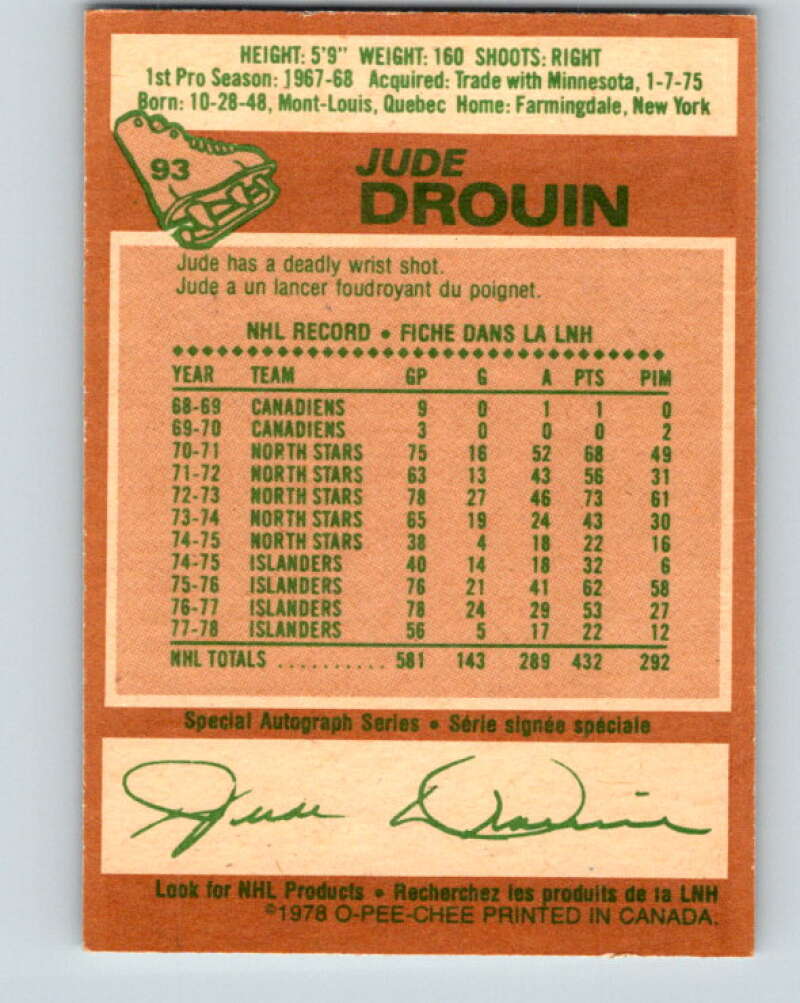 HEIGHT: 5'9" WEIGHT: 160 SHOOTS: RIGHT
1st Pro Season: 1967-68 Acquired: Trade with Minnesota, 1-7-75
Born: 10-28-48, Mont-Louis, Quebec Home: Farmingdale, New York
93
JUDE
DROUIN
Jude has a deadly wrist shot.
Jude a un lancer foudroyant du poignet.
NHL RECORD • FICHE DANS LA LNH
YEAR TEAM GP G A PTS PIM
68-69 CANADIENS 9 0 1 1 0
69-70 CANADIENS 3 0 0 0 2
70-71 NORTH STARS 75 16 52 68 49
71-72 NORTH STARS 63 13 43 56 31
72-73 NORTH STARS 78 27 46 73 61
73-74 NORTH STARS 65 19 24 43 30
74-75 NORTH STARS 38 4 18 22 16
74-75 ISLANDERS 40 14 18 32 6
75-76 ISLANDERS 76 21 41 62 58
76-77 ISLANDERS 78 24 29 53 27
77-78 ISLANDERS 56 5 17 22 12
NHL TOTALS .......... 581 143 289 432 292
Special Autograph Series • Série signée spéciale
Jude Drouin
Look for NHL Products • Recherchez les produits de la LNH
©1978 O-PEE-CHEE PRINTED IN CANADA.